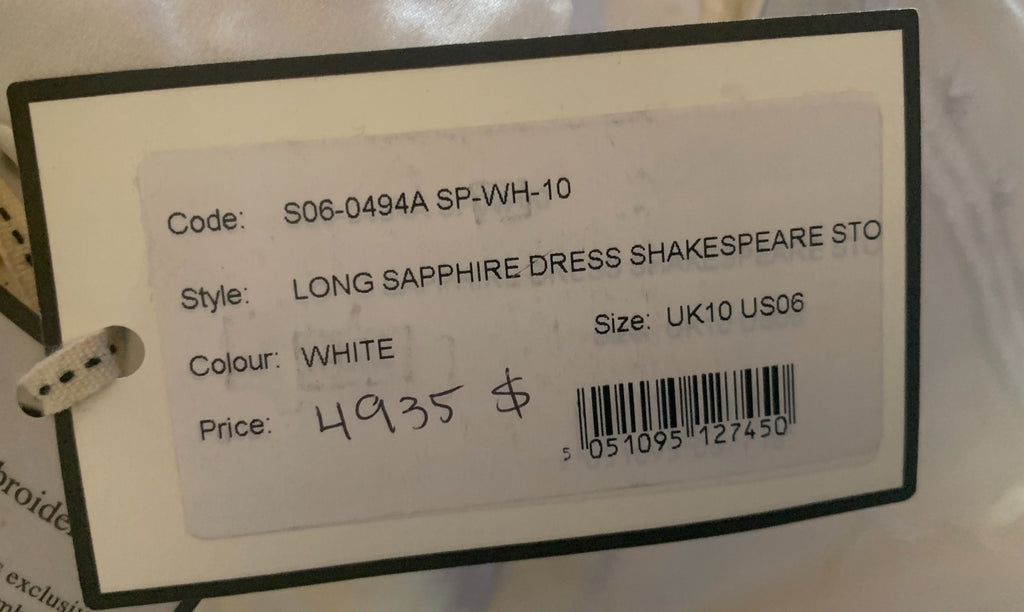 Code: S06-0494A SP-WH-10
Style: LONG SAPPHIRE DRESS SHAKESPEARE STO
Colour: WHITE
Size: UK10 US06
Price: 4935 $
5 051095 127450